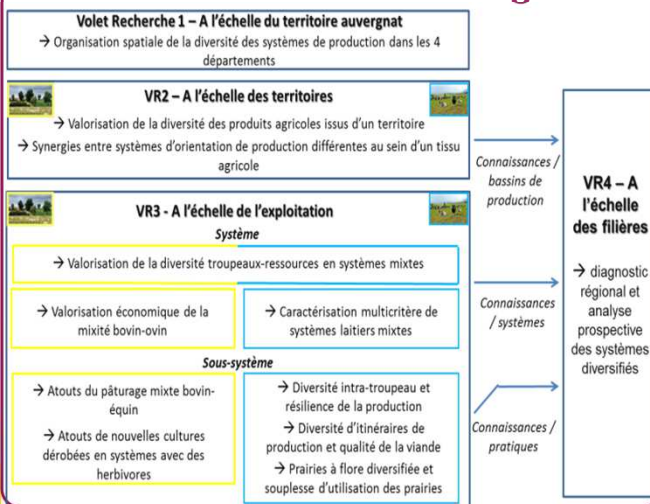 Volet Recherche 1 – A l'échelle du territoire auvergnat
→ Organisation spatiale de la diversité des systèmes de production dans les 4
départements
VR2 – A l'échelle des territoires
→ Valorisation de la diversité des produits agricoles issus d'un territoire
→ Synergies entre systèmes d'orientation de production différentes au sein d'un tissu
agricole
VR3 - A l'échelle de l'exploitation
Système
→ Valorisation de la diversité troupeaux-ressources en systèmes mixtes
→ Valorisation économique de la
mixité bovin-ovin
→ Caractérisation multicritère de
systèmes laitiers mixtes
Sous-système
→ Atouts du pâturage mixte bovin-
équin
→ Atouts de nouvelles cultures
dérobées en systèmes avec des
herbivores
→ Diversité intra-troupeau et
résilience de la production
→ Diversité d'itinéraires de
production et qualité de la viande
→ Prairies à flore diversifiée et
souplesse d'utilisation des prairies
Connaissances /
bassins de
production
Connaissances
/ systèmes
Connaissances /
pratiques
VR4 – A
l'échelle
des filières
→ diagnostic
régional et
analyse
prospective
des systèmes
diversifiés